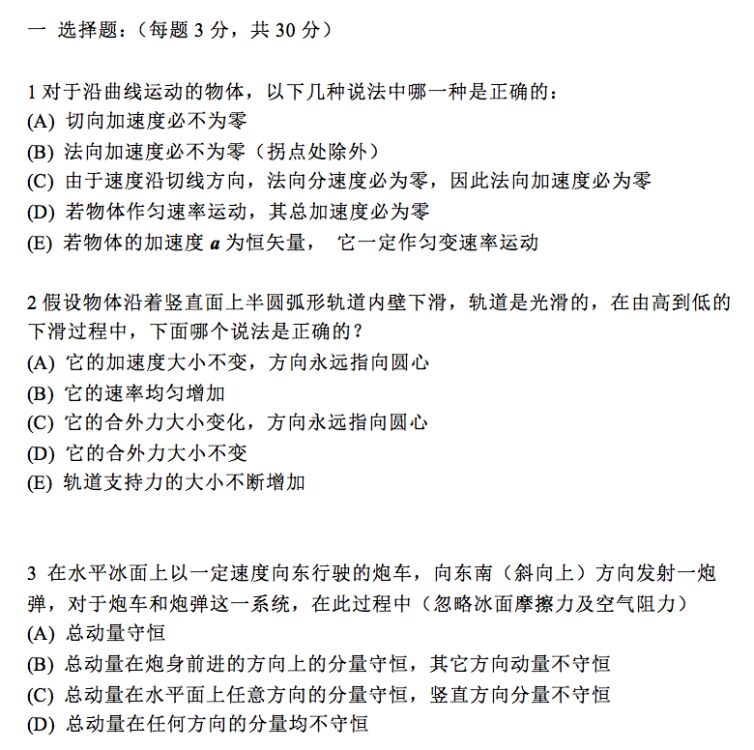 一 选择题：（每题 3 分，共 30 分）
1 对于沿曲线运动的物体，以下几种说法中哪一种是正确的：
(A) 切向加速度必不为零
(B) 法向加速度必不为零（拐点处除外）
(C) 由于速度沿切线方向，法向分速度必为零，因此法向加速度必为零
(D) 若物体作匀速率运动，其总加速度必为零
(E) 若物体的加速度 a 为恒矢量， 它一定作匀变速率运动
2 假设物体沿着竖直面上半圆弧形轨道内壁下滑，轨道是光滑的，在由高到低的
下滑过程中，下面哪个说法是正确的？
(A) 它的加速度大小不变，方向永远指向圆心
(B) 它的速率均匀增加
(C) 它的合外力大小变化，方向永远指向圆心
(D) 它的合外力大小不变
(E) 轨道支持力的大小不断增加
3 在水平冰面上以一定速度向东行驶的炮车，向东南（斜向上）方向发射一炮
弹，对于炮车和炮弹这一系统，在此过程中（忽略冰面摩擦力及空气阻力）
(A) 总动量守恒
(B) 总动量在炮身前进的方向上的分量守恒，其它方向动量不守恒
(C) 总动量在水平面上任意方向的分量守恒，竖直方向分量不守恒
(D) 总动量在任何方向的分量均不守恒